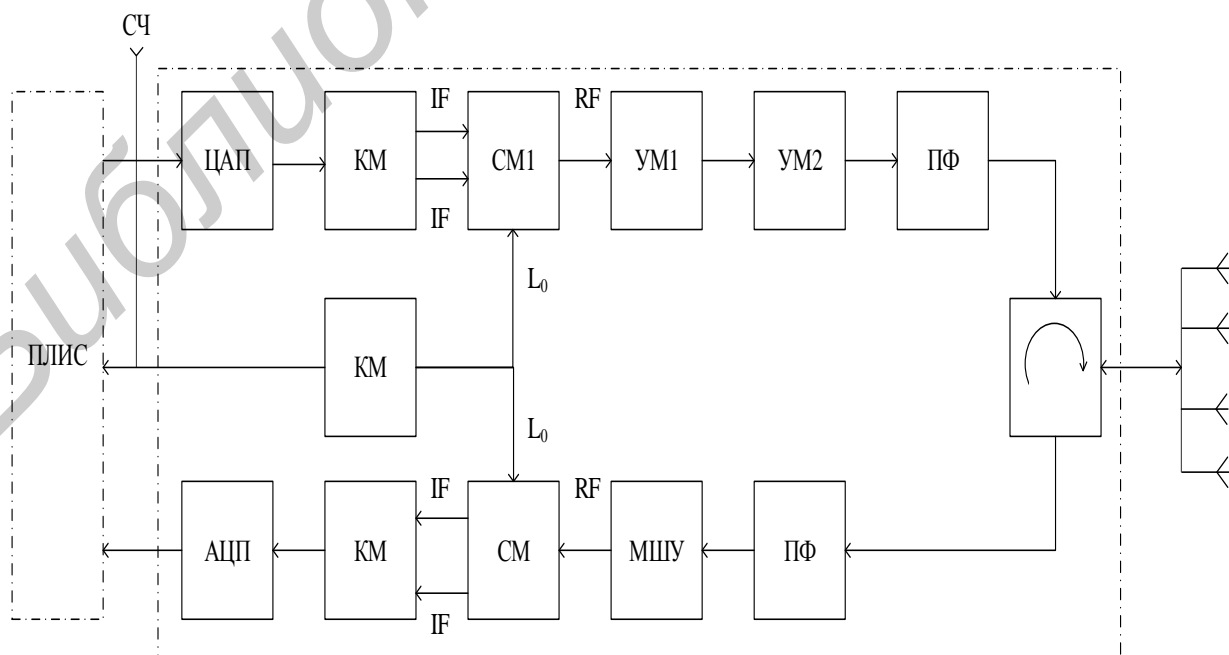 СЧ
IF
RF
ЦАП
КМ
СМ1
УМ1
УМ2
ПФ
IF
L₀
ПЛИС
КМ
L₀
IF
RF
АЦП
КМ
СМ
МШУ
ПФ
IF